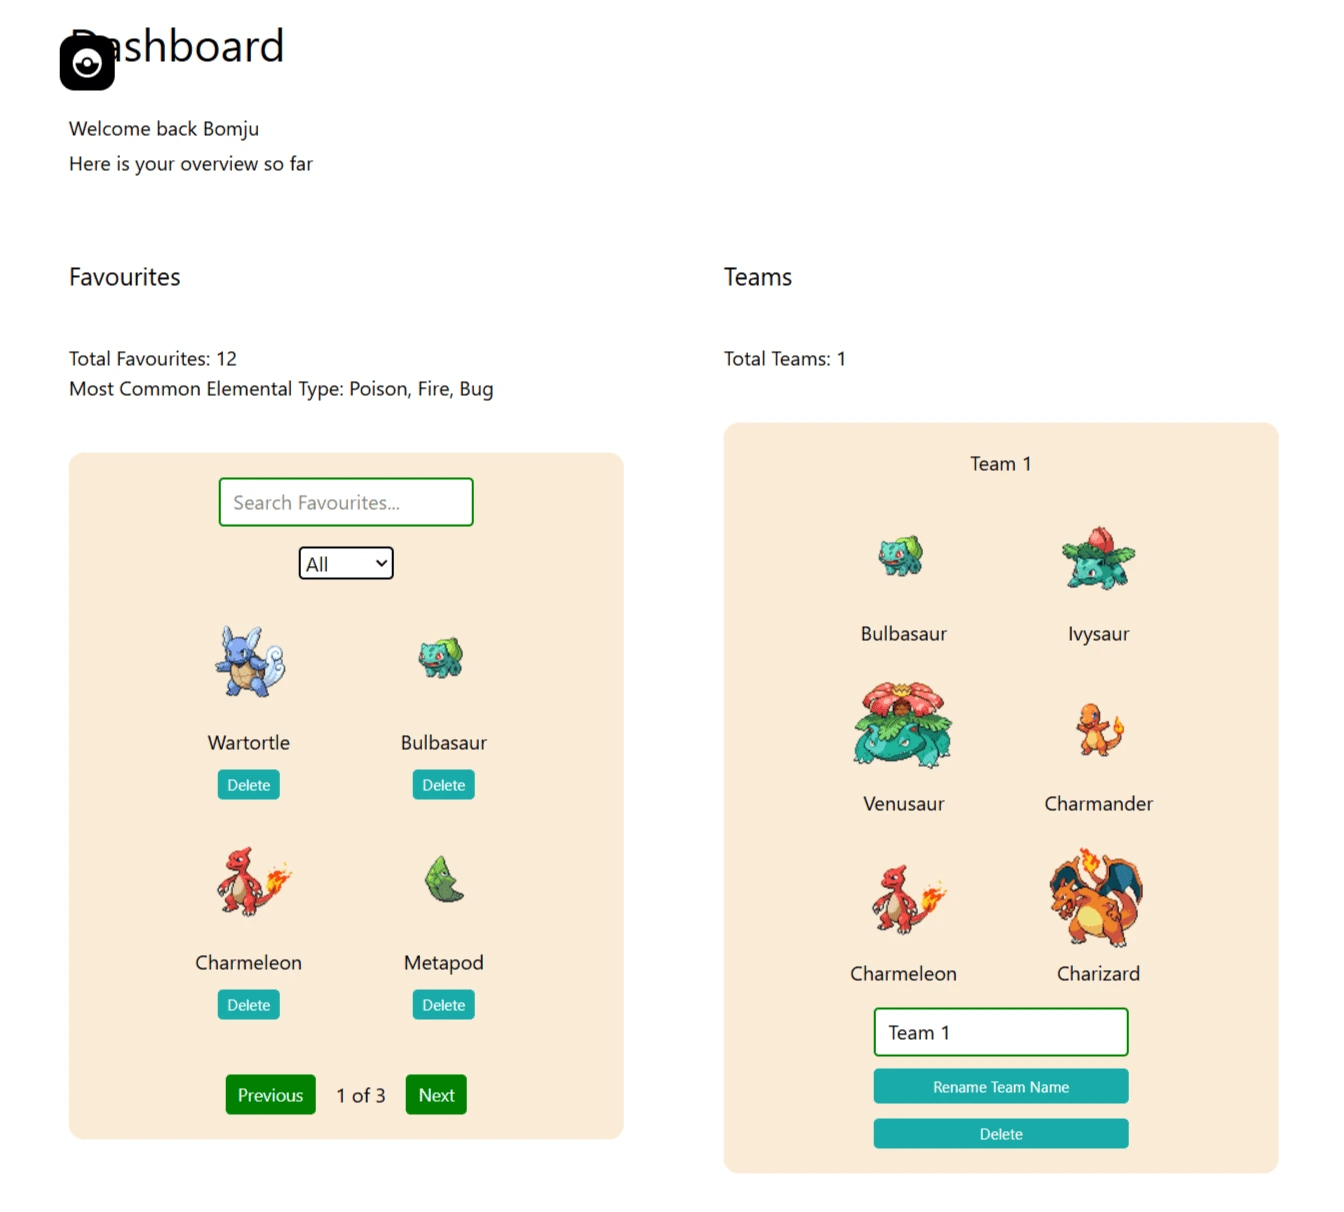 Dashboard
Welcome back Bomju
Here is your overview so far
Favourites
Total Favourites: 12
Most Common Elemental Type: Poison, Fire, Bug
Search Favourites...
All
Wartortle
Bulbasaur
Delete
Delete
Charmeleon
Metapod
Delete
Delete
Previous
1 of 3
Next
Teams
Total Teams: 1
Team 1
Bulbasaur
Ivysaur
Venusaur
Charmander
Charmeleon
Charizard
Team 1
Rename Team Name
Delete